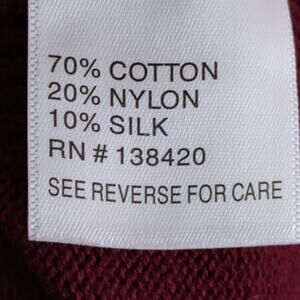 70% COTTON
20% NYLON
10% SILK
RN # 138420
SEE REVERSE FOR CARE